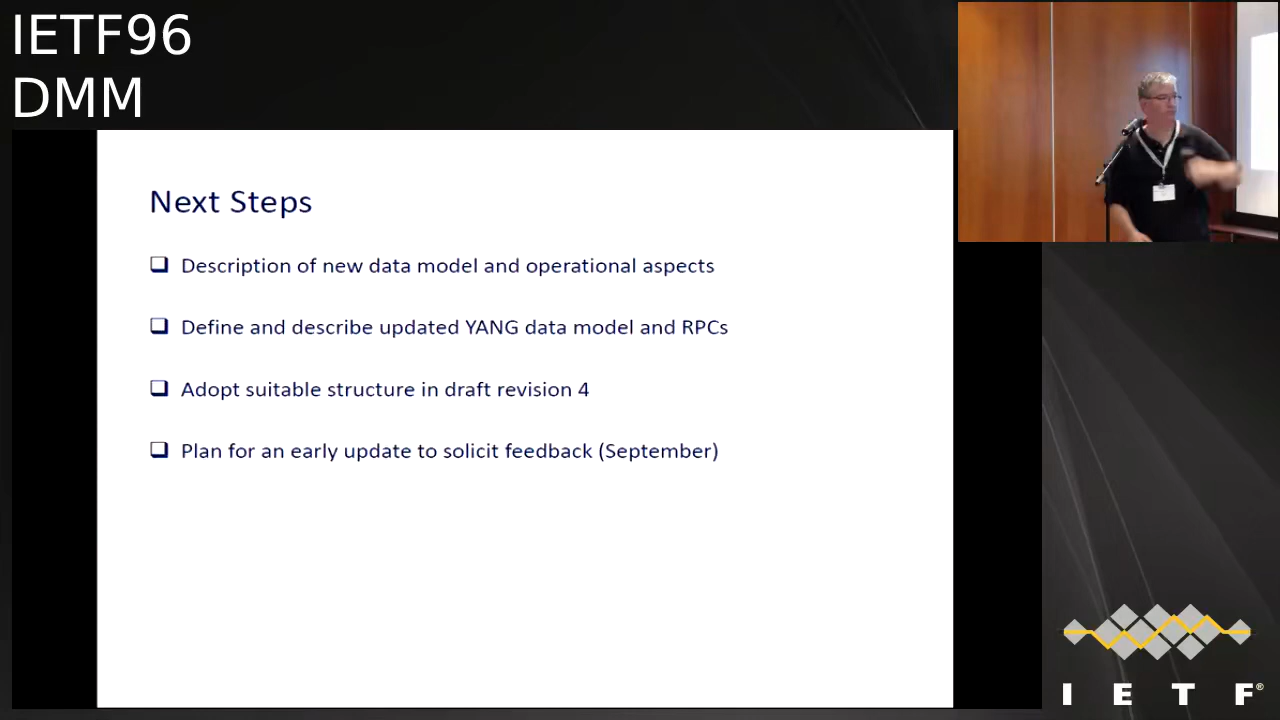 IETF96
DMM
Next Steps
Description of new data model and operational aspects
Define and describe updated YANG data model and RPCs
Adopt suitable structure in draft revision 4
Plan for an early update to solicit feedback (September)
I E T F®